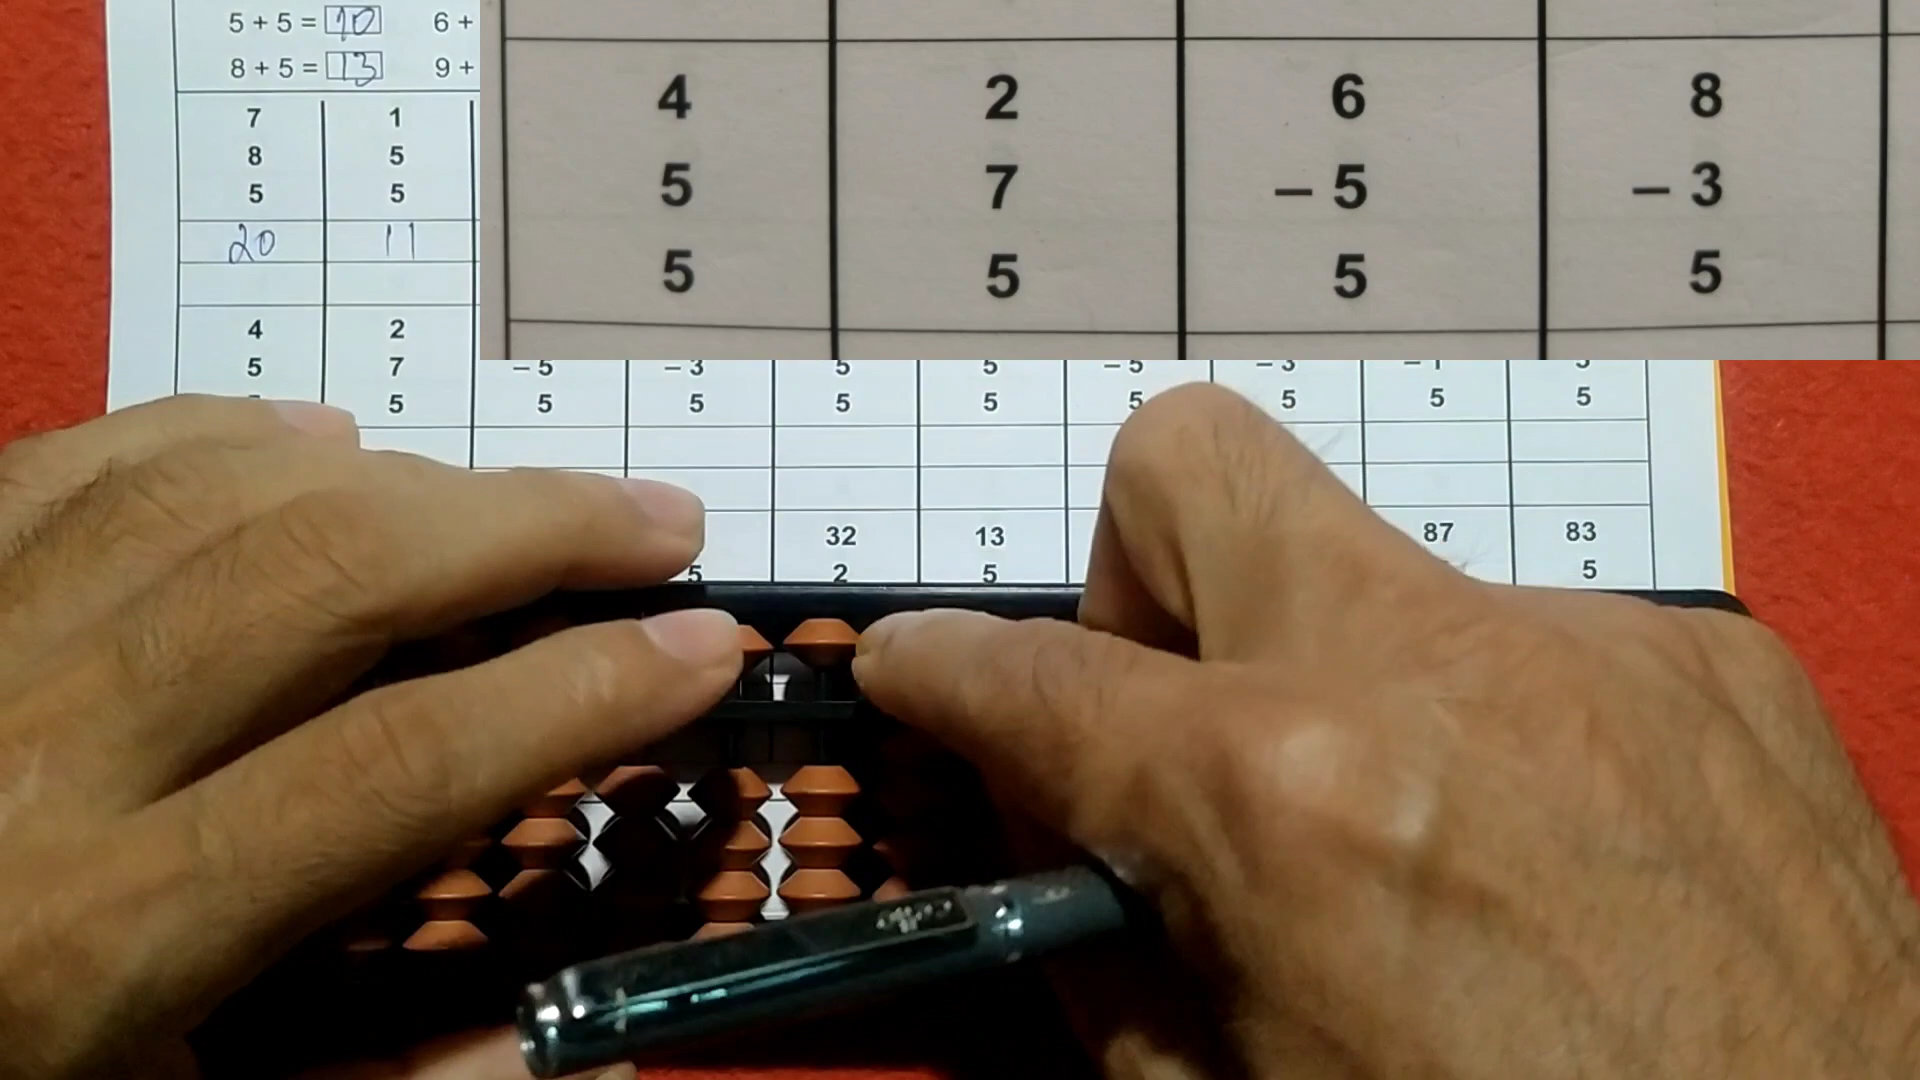 5 + 5 = 10 6 +
8 + 5 = 13 9 +
7 1
8 5
5 5
20 11
4 2 6 8
5 7 – 5 – 3
5 5 5 5
4 2
5 7 – 5 – 3 5 5 – 5 – 3 – 1 5
5 5 5 5 5 5 5 5 5
32 13 87 83
5 2 5 5